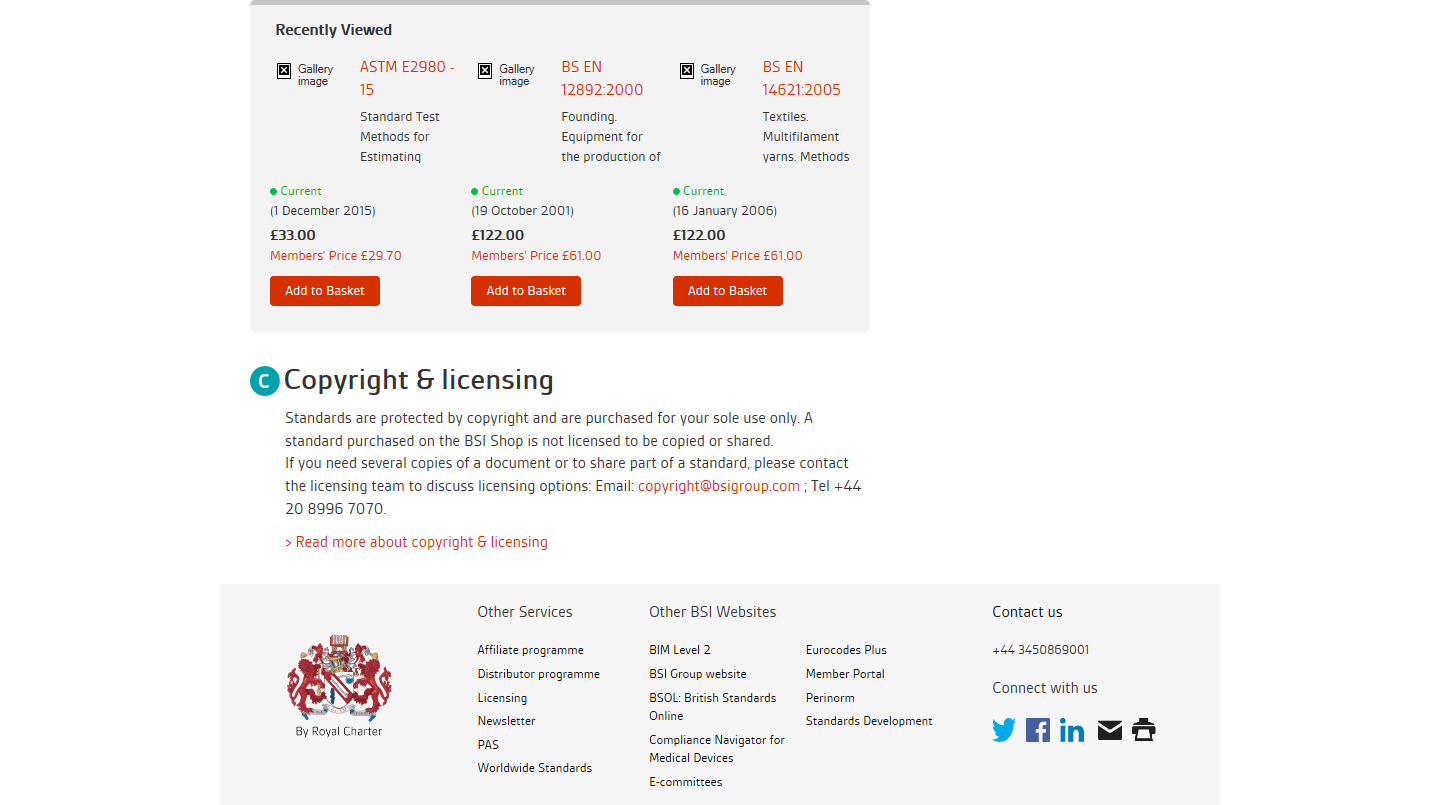 Recently Viewed
Gallery image
ASTM E2980 - 15
Standard Test Methods for Estimating
Current
(1 December 2015)
£33.00
Members' Price £29.70
Add to Basket
Gallery image
BS EN 12892:2000
Founding. Equipment for the production of
Current
(19 October 2001)
£122.00
Members' Price £61.00
Add to Basket
Gallery image
BS EN 14621:2005
Textiles. Multifilament yarns. Methods
Current
(16 January 2006)
£122.00
Members' Price £61.00
Add to Basket
C Copyright & licensing
Standards are protected by copyright and are purchased for your sole use only. A
standard purchased on the BSI Shop is not licensed to be copied or shared.
If you need several copies of a document or to share part of a standard, please contact
the licensing team to discuss licensing options: Email: copyright@bsigroup.com ; Tel +44
20 8996 7070.
> Read more about copyright & licensing
By Royal Charter
Other Services
Affiliate programme
Distributor programme
Licensing
Newsletter
PAS
Worldwide Standards
Other BSI Websites
BIM Level 2
BSI Group website
BSOL: British Standards
Online
Compliance Navigator for
Medical Devices
E-committees
Eurocodes Plus
Member Portal
Perinorm
Standards Development
Contact us
+44 3450869001
Connect with us